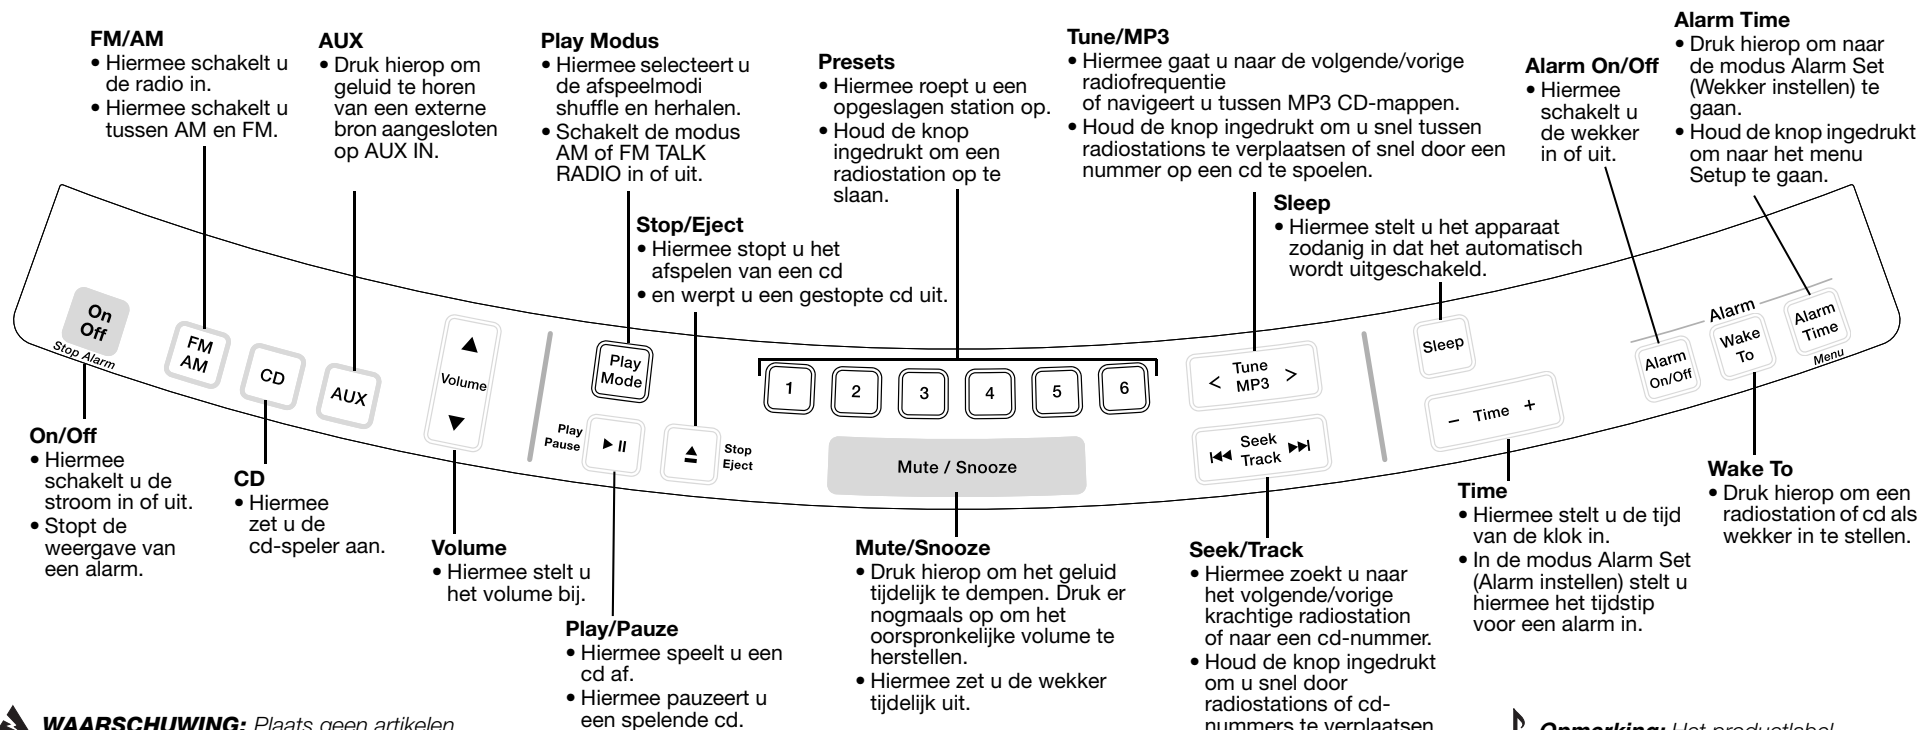 FM/AM
• Hiermee schakelt u
de radio in.
• Hiermee schakelt u
tussen AM en FM.
AUX
• Druk hierop om
geluid te horen
van een externe
bron aangesloten
op AUX IN.
Play Modus
• Hiermee selecteert u
de afspeelmodi
shuffle en herhalen.
• Schakelt de modus
AM of FM TALK
RADIO in of uit.
Stop/Eject
• Hiermee stopt u het
afspelen van een cd
• en werpt u een gestopte cd uit.
Presets
• Hiermee roept u een
opgeslagen station op.
• Houd de knop
ingedrukt om een
radiostation op te
slaan.
Tune/MP3
• Hiermee gaat u naar de volgende/vorige
radiofrequentie
of navigeert u tussen MP3 CD-mappen.
• Houd de knop ingedrukt om u snel tussen
radiostations te verplaatsen of snel door een
nummer op een cd te spoelen.
Sleep
• Hiermee stelt u het apparaat
zodanig in dat het automatisch
wordt uitgeschakeld.
Alarm On/Off
• Hiermee
schakelt u
de wekker
in of uit.
Alarm Time
• Druk hierop om naar
de modus Alarm Set
(Wekker instellen) te
gaan.
• Houd de knop ingedrukt
om naar het menu
Setup te gaan.
On
Off
Stop Alarm
FM
AM
CD
AUX
Volume
Play
Mode
Play
Pause
Stop
Eject
1
2
3
4
5
6
Mute / Snooze
< Tune >
MP3
Seek
Track
Sleep
– Time +
Alarm
Alarm
On/Off
Wake
To
Alarm
Time
Menu
On/Off
• Hiermee
schakelt u de
stroom in of uit.
• Stopt de
weergave van
een alarm.
CD
• Hiermee
zet u de
cd-speler aan.
Volume
• Hiermee stelt u
het volume bij.
Play/Pauze
• Hiermee speelt u een
cd af.
• Hiermee pauzeert u
een spelende cd.
Mute/Snooze
• Druk hierop om het geluid
tijdelijk te dempen. Druk er
nogmaals op om het
oorspronkelijke volume te
herstellen.
• Hiermee zet u de wekker
tijdelijk uit.
Seek/Track
• Hiermee zoekt u naar
het volgende/vorige
krachtige radiostation
of naar een cd-nummer.
• Houd de knop ingedrukt
om u snel door
radiostations of cd-
nummers te verplaatsen
Time
• Hiermee stelt u de tijd
van de klok in.
• In de modus Alarm Set
(Alarm instellen) stelt u
hiermee het tijdstip
voor een alarm in.
Wake To
• Druk hierop om een
radiostation of cd als
wekker in te stellen.
WAARSCHUWING: Plaats geen artikelen
Opmerking: Het productlabel